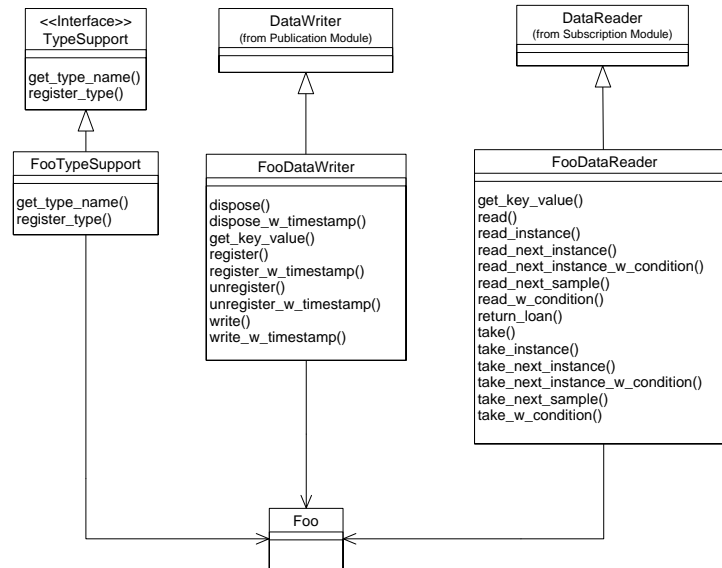 <<Interface>>
TypeSupport
get_type_name()
register_type()
DataWriter
(from Publication Module)
DataReader
(from Subscription Module)
FooTypeSupport
get_type_name()
register_type()
FooDataWriter
dispose()
dispose_w_timestamp()
get_key_value()
register()
register_w_timestamp()
unregister()
unregister_w_timestamp()
write()
write_w_timestamp()
FooDataReader
get_key_value()
read()
read_instance()
read_next_instance()
read_next_instance_w_condition()
read_next_sample()
read_w_condition()
return_loan()
take()
take_instance()
take_next_instance()
take_next_instance_w_condition()
take_next_sample()
take_w_condition()
Foo